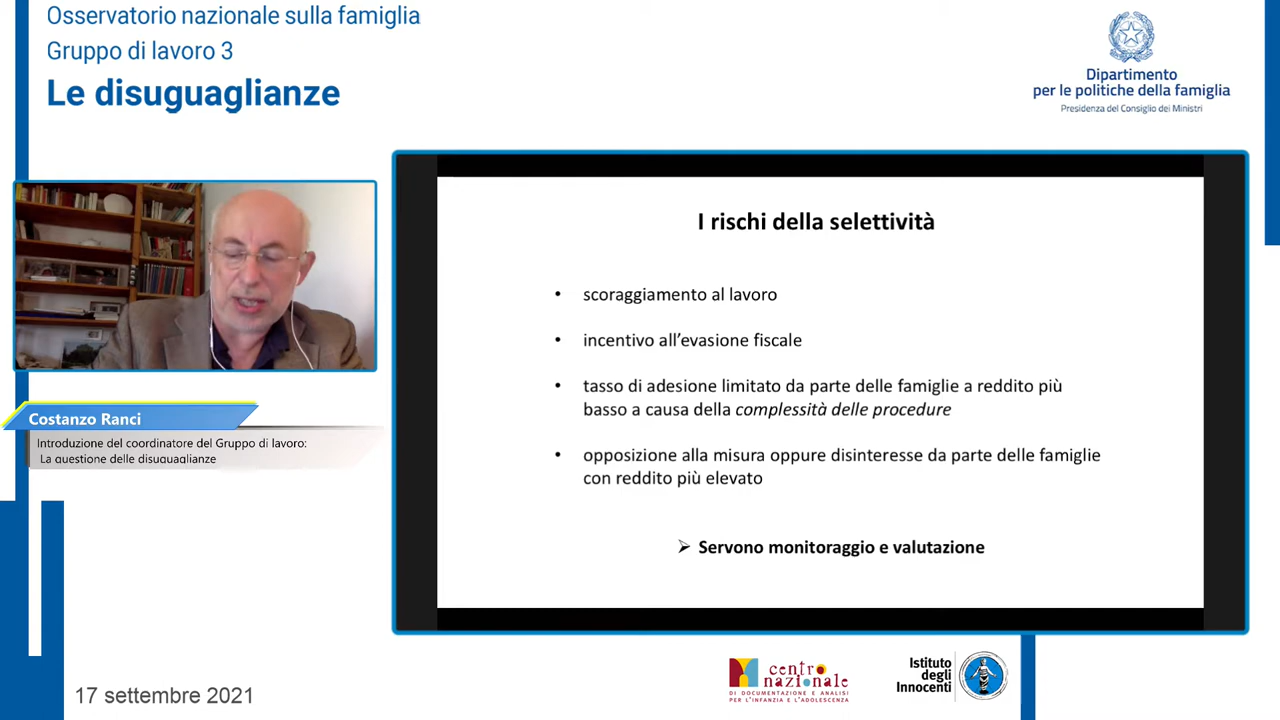 Osservatorio nazionale sulla famiglia
Gruppo di lavoro 3
Le disuguaglianze
Dipartimento
per le politiche della famiglia
Presidenza del Consiglio dei Ministri
I rischi della selettività
• scoraggiamento al lavoro
• incentivo all'evasione fiscale
• tasso di adesione limitato da parte delle famiglie a reddito più
basso a causa della complessità delle procedure
• opposizione alla misura oppure disinteresse da parte delle famiglie
con reddito più elevato
➢ Servono monitoraggio e valutazione
Costanzo Ranci
Introduzione del coordinatore del Gruppo di lavoro:
La questione delle disuguaglianze
17 settembre 2021
centro
nazionale
DI DOCUMENTAZIONE E ANALISI
PER L'INFANZIA E L'ADOLESCENZA
Istituto
degli
Innocenti